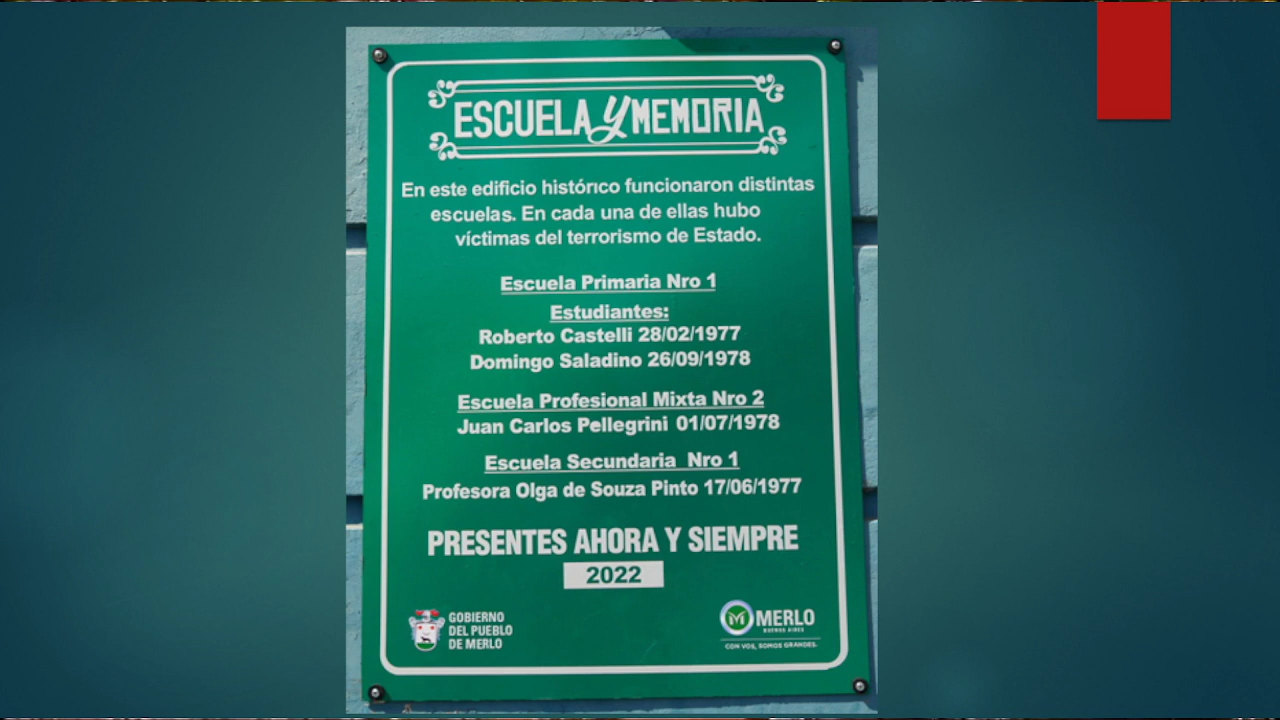 ESCUELA Y MEMORIA
En este edificio histórico funcionaron distintas
escuelas. En cada una de ellas hubo
víctimas del terrorismo de Estado.
Escuela Primaria Nro 1
Estudiantes:
Roberto Castelli 28/02/1977
Domingo Saladino 26/09/1978
Escuela Profesional Mixta Nro 2
Juan Carlos Pellegrini 01/07/1978
Escuela Secundaria Nro 1
Profesora Olga de Souza Pinto 17/06/1977
PRESENTES AHORA Y SIEMPRE
2022
GOBIERNO
DEL PUEBLO
DE MERLO
MERLO
BUENOS AIRES
CON VOS, SOMOS GRANDES.